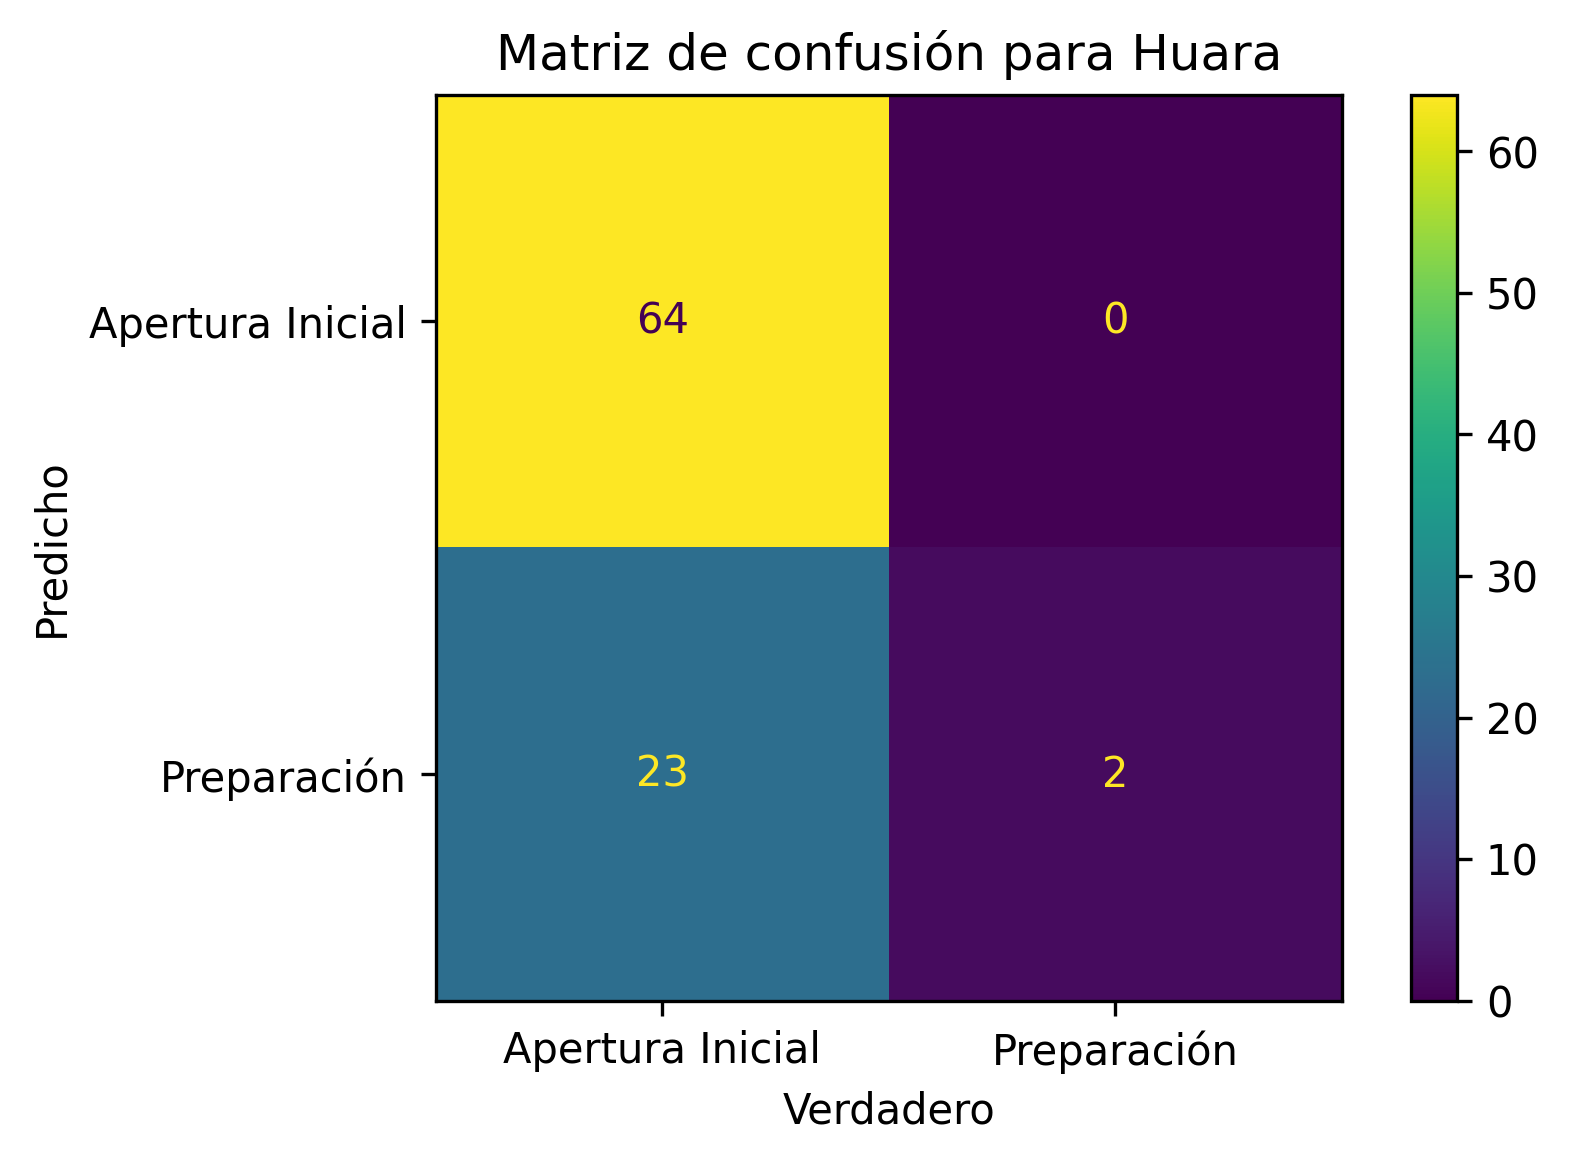 Matriz de confusión para Huara
Predicho
Apertura Inicial
64
0
Preparación
23
2
Apertura Inicial
Preparación
Verdadero
60
50
40
30
20
10
0